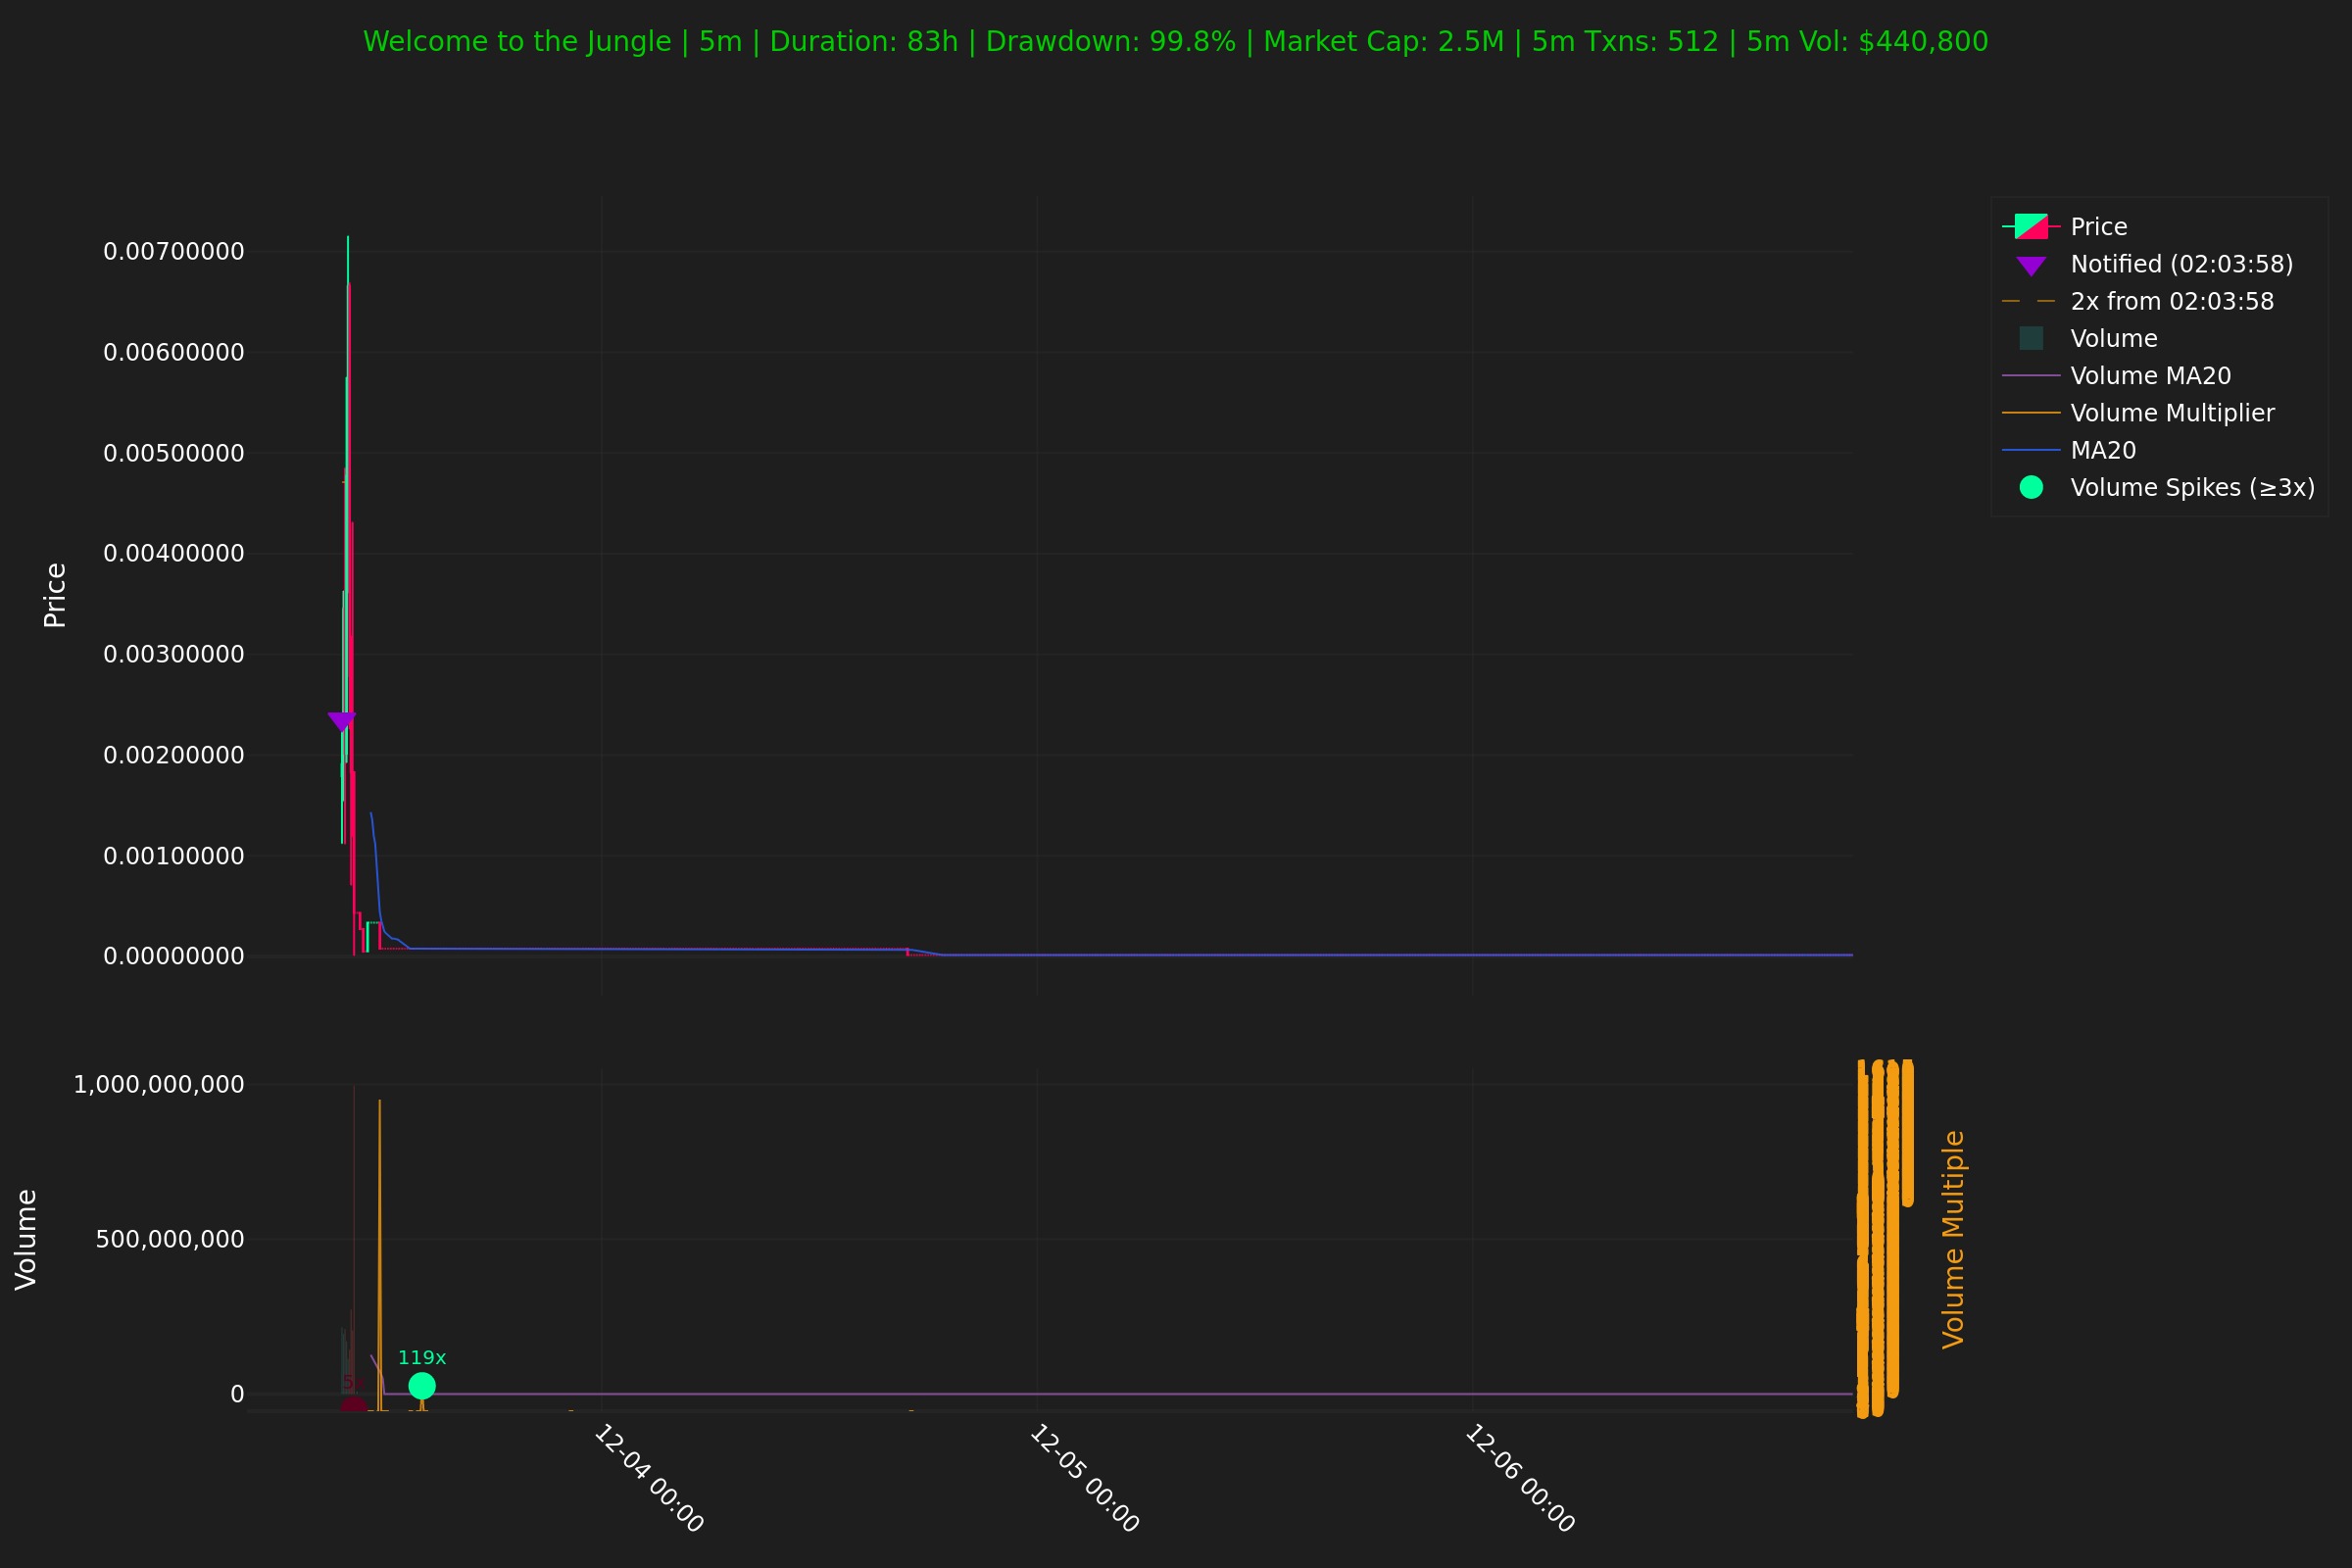 Welcome to the Jungle | 5m | Duration: 83h | Drawdown: 99.8% | Market Cap: 2.5M | 5m Txns: 512 | 5m Vol: $440,800
Price
0.00700000
0.00600000
0.00500000
0.00400000
0.00300000
0.00200000
0.00100000
0.00000000
Price
Notified (02:03:58)
2x from 02:03:58
Volume
Volume MA20
Volume Multiplier
MA20
Volume Spikes (≥3x)
Volume
1,000,000,000
500,000,000
0
119x
Volume Multiple
12-04 00:00
12-05 00:00
12-06 00:00